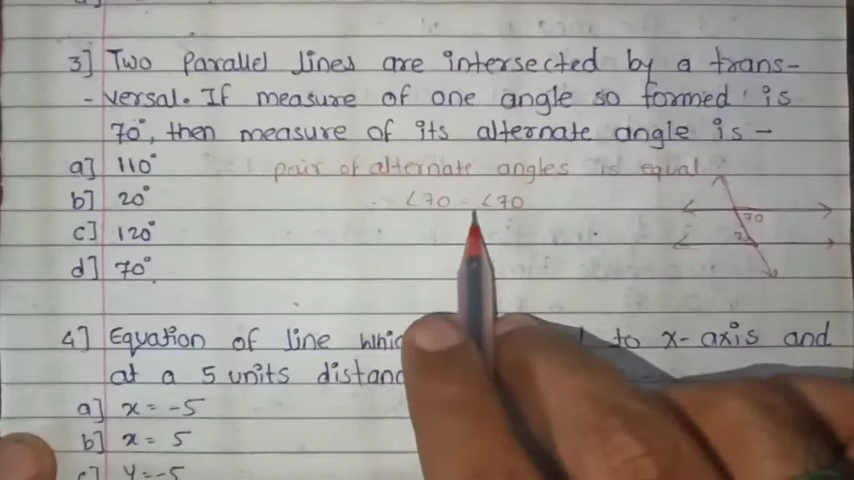 3] Two parallel lines are intersected by a trans-
- versal. If measure of one angle so formed is
70°, then measure of its alternate angle is -
a] 110° pair of alternate angles is equal.
b] 20° <70 - <70
70
c] 120°
70
d] 70°
4] Equation of line to x-axis and
at a 5 units
a] x = -5
b] x = 5
c] y = -5